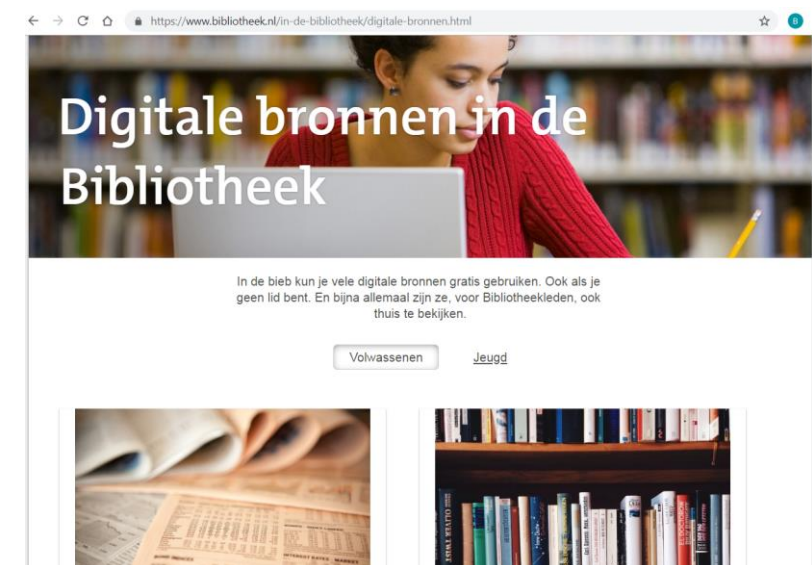 https://www.bibliotheek.nl/in-de-bibliotheek/digitale-bronnen.html
B
Digitale bronnen in de
Bibliotheek
In de bieb kun je vele digitale bronnen gratis gebruiken. Ook als je
geen lid bent. En bijna allemaal zijn ze, voor Bibliotheekleden, ook
thuis te bekijken.
Volwassenen Jeugd
OLIVER TWIST